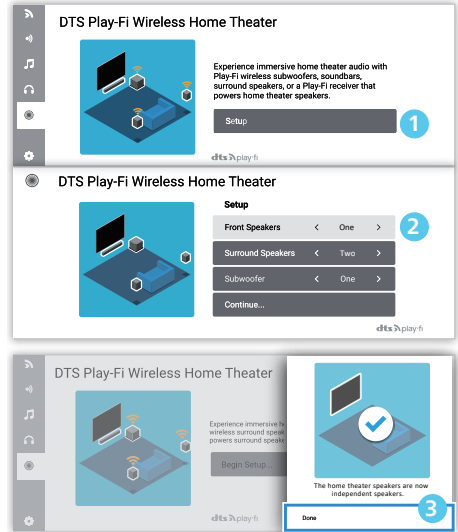 DTS Play-Fi Wireless Home Theater
Experience immersive home theater audio with
Play-Fi wireless subwoofers, soundbars,
surround speakers, or a Play-Fi receiver that
powers home theater speakers.
Setup
1
dts play-fi
DTS Play-Fi Wireless Home Theater
Setup
Front Speakers < One >
2
Surround Speakers < Two >
Subwoofer < One >
Continue...
dts play-fi
DTS Play-Fi Wireless Home Theater
Experience immersive h
wireless surround speak
powers surround speake
Begin Setup...
dts play-fi
The home theater speakers are now
independent speakers.
3
Done